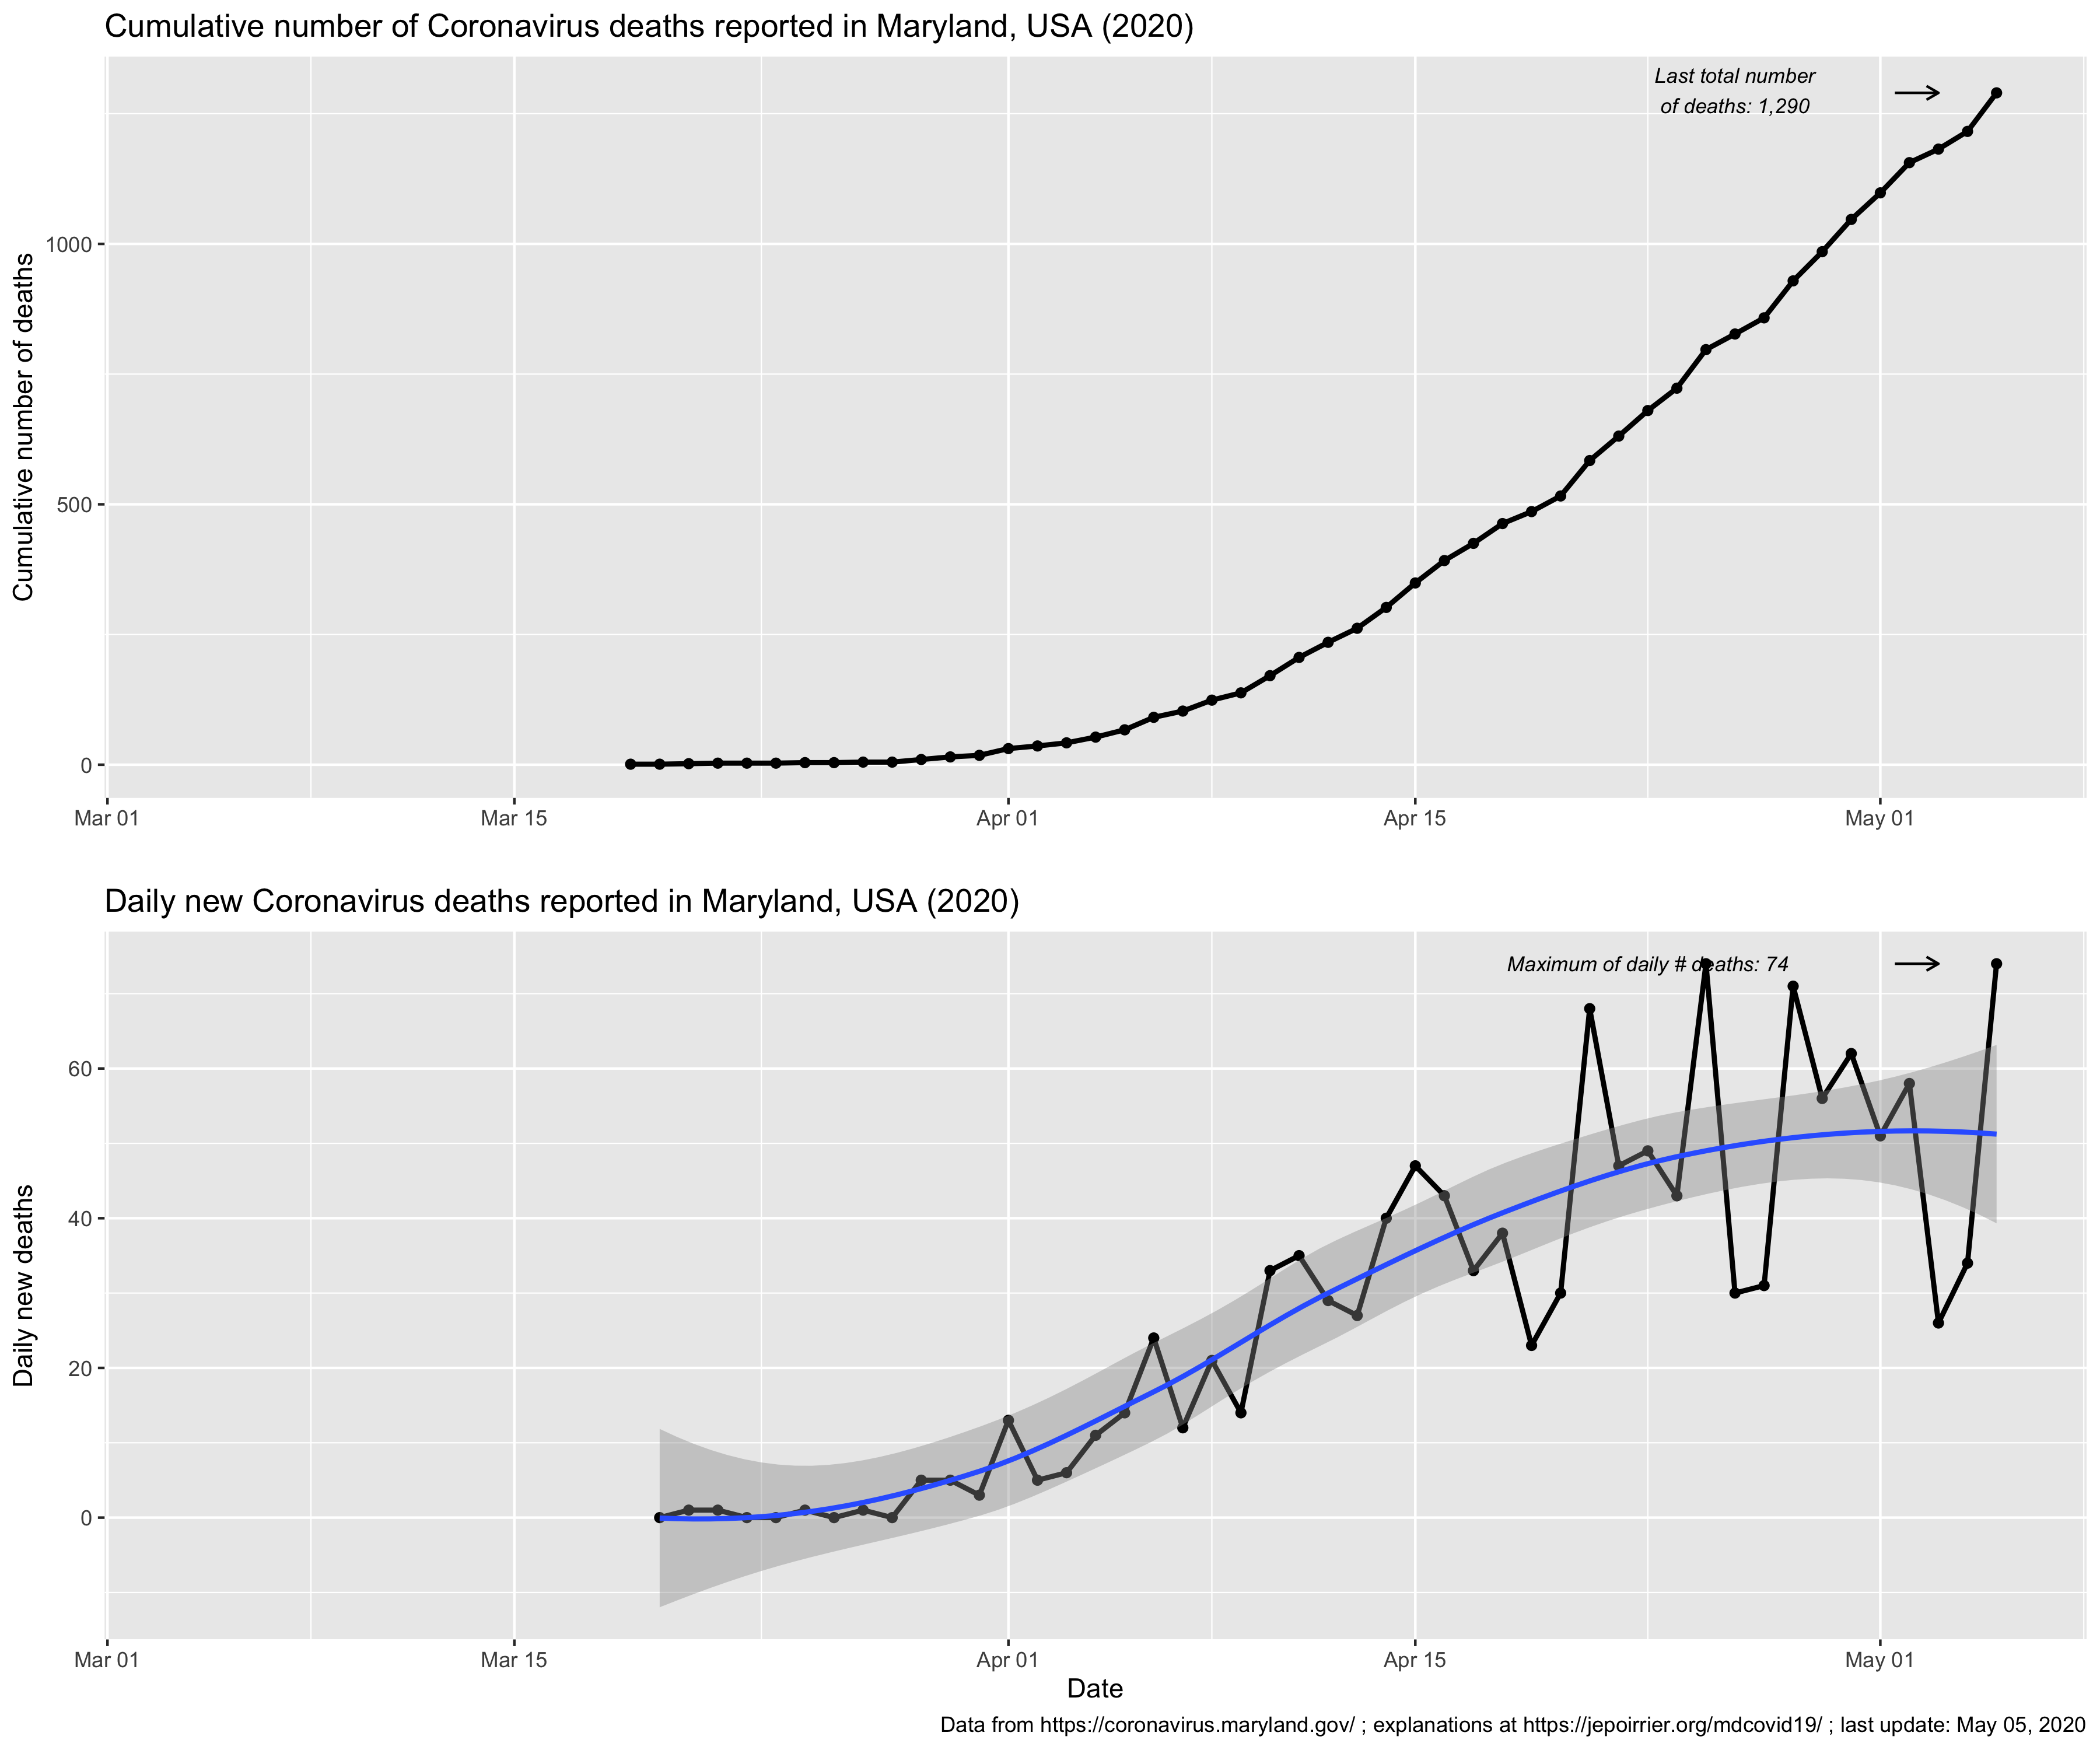 Cumulative number of Coronavirus deaths reported in Maryland, USA (2020)
Last total number
of deaths: 1,290
Cumulative number of deaths
1000
500
0
Mar 01
Mar 15
Apr 01
Apr 15
May 01
Daily new Coronavirus deaths reported in Maryland, USA (2020)
Maximum of daily # deaths: 74
Daily new deaths
60
40
20
0
Mar 01
Mar 15
Apr 01
Apr 15
May 01
Date
Data from https://coronavirus.maryland.gov/ ; explanations at https://jepoirrier.org/mdcovid19/ ; last update: May 05, 2020